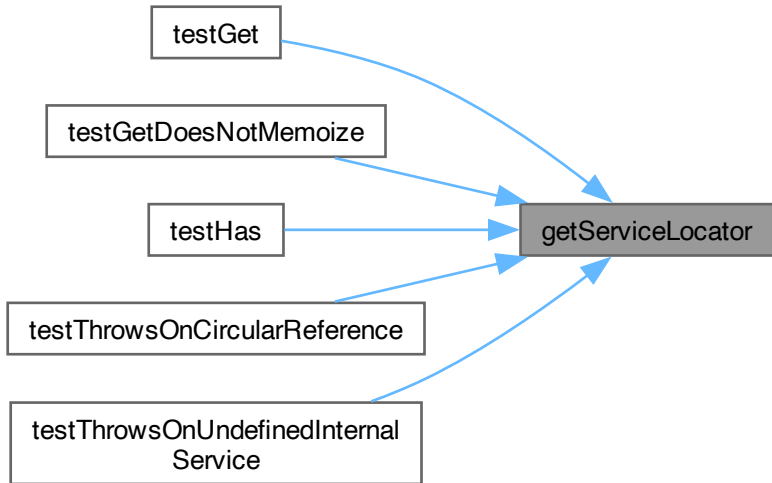 testGet
testGetDoesNotMemoize
testHas
getServiceLocator
testThrowsOnCircularReference
testThrowsOnUndefinedInternal
Service